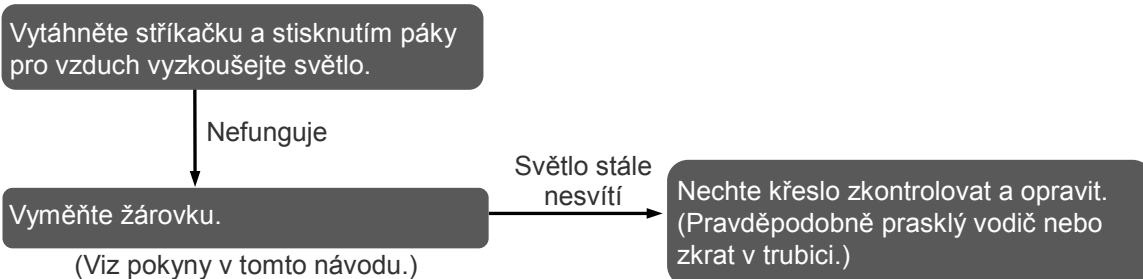 Vytáhněte stříkačku a stisknutím páky
pro vzduch vyzkoušejte světlo.
Nefunguje
Vyměňte žárovku.
(Viz pokyny v tomto návodu.)
Světlo stále
nesvítí
Nechte křeslo zkontrolovat a opravit.
(Pravděpodobně prasklý vodič nebo
zkrat v trubici.)